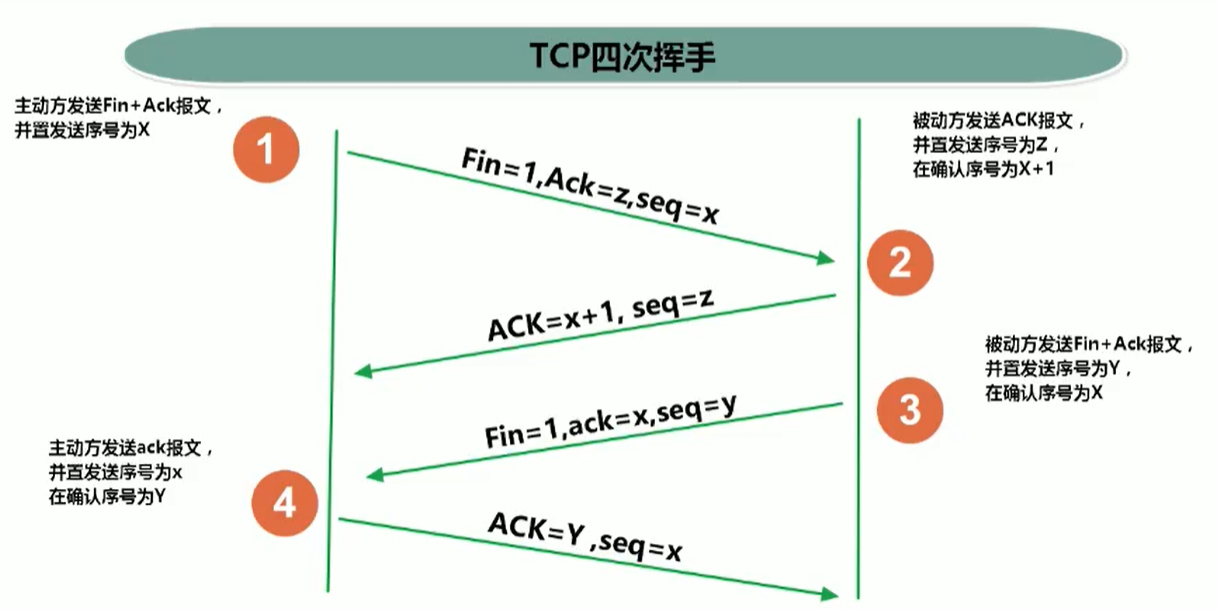 TCP四次挥手
主动方发送Fin+Ack报文，
并置发送序号为X
1
Fin=1,Ack=z,seq=x
被动方发送ACK报文，
并置发送序号为Z，
在确认序号为X+1
2
ACK=x+1, seq=z
被动方发送Fin+Ack报文，
并置发送序号为Y，
在确认序号为X
3
Fin=1,ack=x,seq=y
主动方发送ack报文，
并置发送序号为x
在确认序号为Y
4
ACK=Y ,seq=x